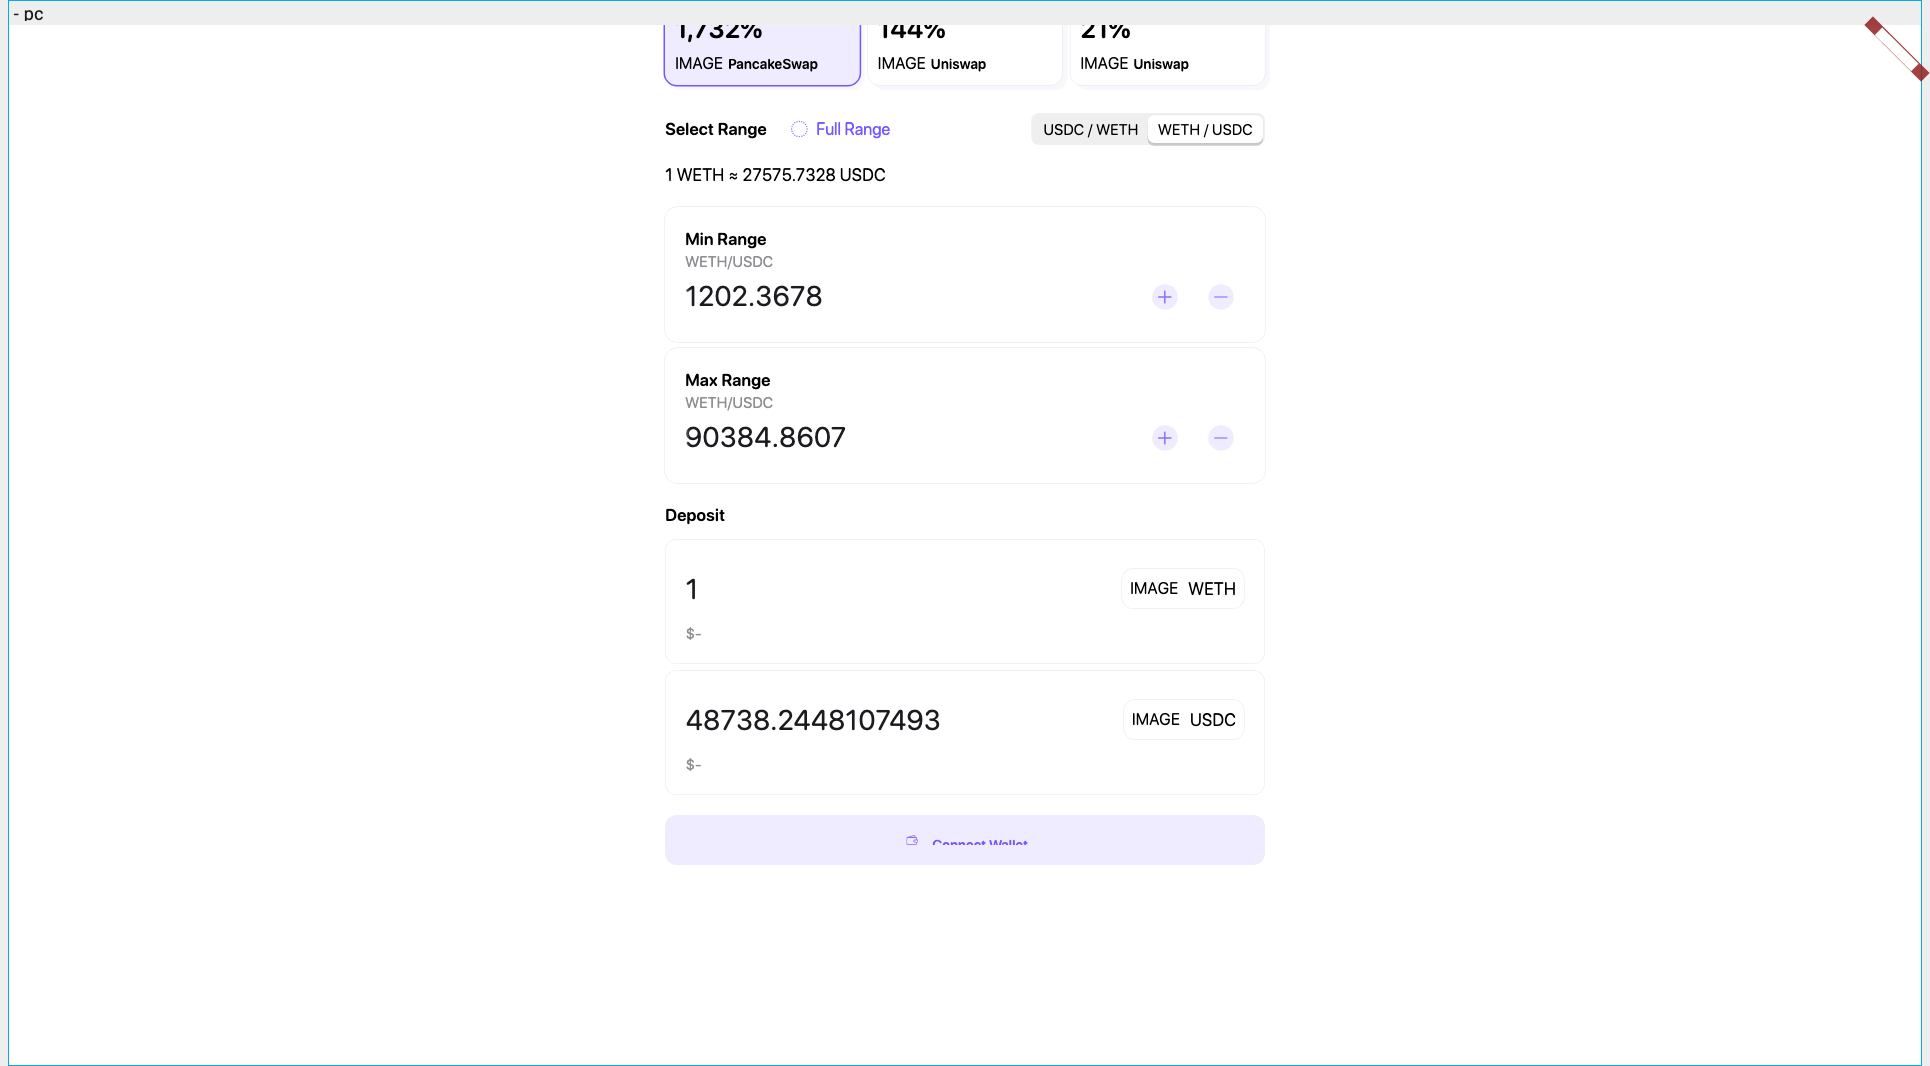 - pc
1,732%
144%
21%
IMAGE PancakeSwap
IMAGE Uniswap
IMAGE Uniswap
Select Range
Full Range
USDC / WETH
WETH / USDC
1 WETH ≈ 27575.7328 USDC
Min Range
WETH/USDC
1202.3678
Max Range
WETH/USDC
90384.8607
Deposit
1
IMAGE WETH
$-
48738.2448107493
IMAGE USDC
$-
Connect Wallet